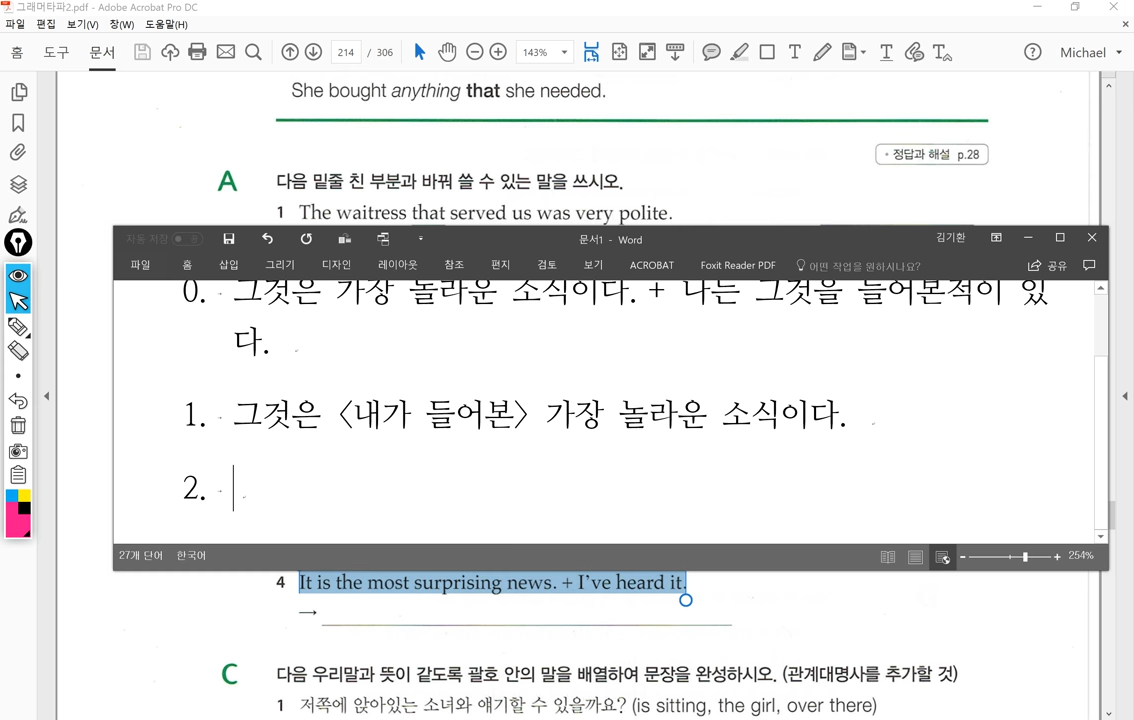 그래머타파2.pdf - Adobe Acrobat Pro DC
파일 편집 보기(V) 창(W) 도움말(H)
홈 도구 문서 214 / 306 143% Michael
She bought anything that she needed.
• 정답과 해설 p.28
A 다음 밑줄 친 부분과 바꿔 쓸 수 있는 말을 쓰시오.
1 The waitress that served us was very polite.
자동 저장 문서1 - Word 김기환
파일 홈 삽입 그리기 디자인 레이아웃 참조 편지 검토 보기 ACROBAT Foxit Reader PDF 어떤 작업을 원하시나요? 공유
0. 그것은 가장 놀라운 소식이다. + 나는 그것을 들어본적이 있
다.
1. 그것은 〈내가 들어본〉 가장 놀라운 소식이다.
2.
27개 단어 한국어 254%
4 It is the most surprising news. + I've heard it.
→
C 다음 우리말과 뜻이 같도록 괄호 안의 말을 배열하여 문장을 완성하시오. (관계대명사를 추가할 것)
1 저쪽에 앉아있는 소녀와 얘기할 수 있을까요? (is sitting, the girl, over there)